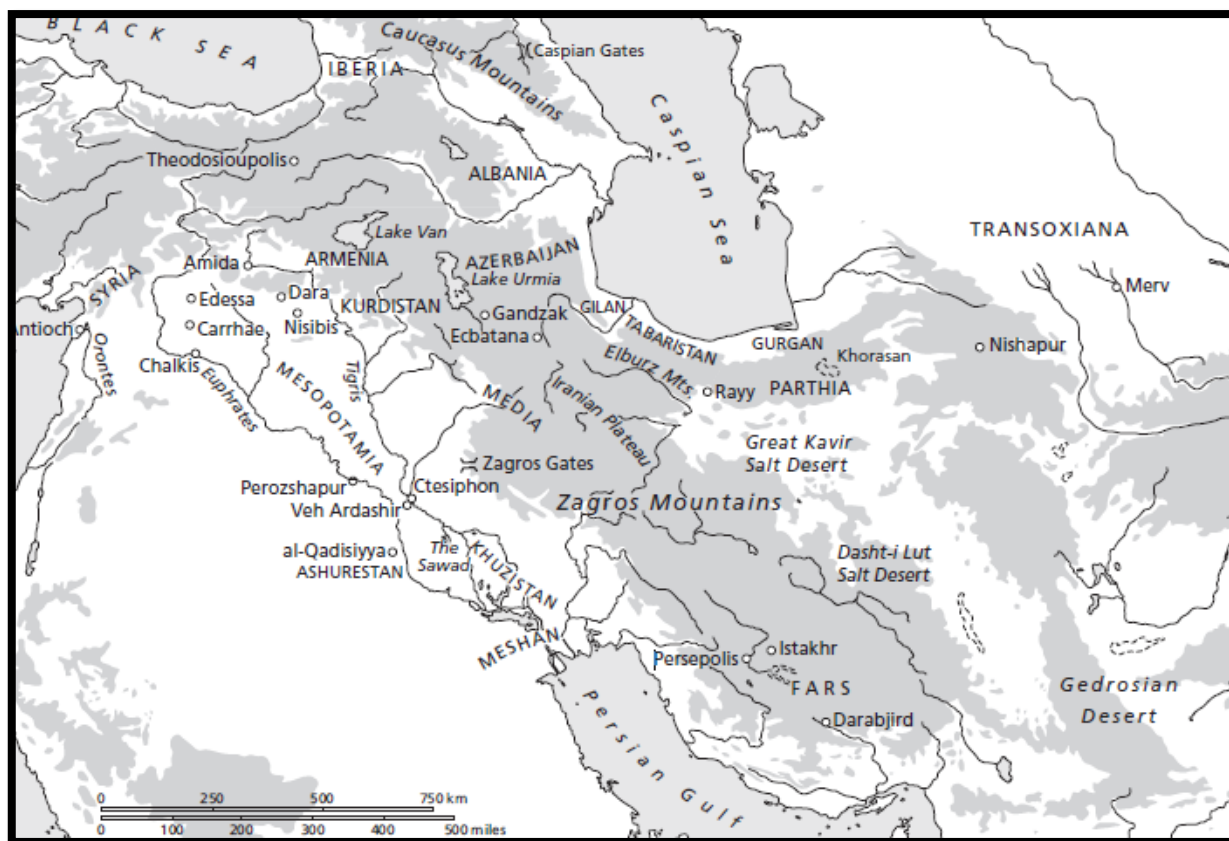 BLACK SEA
Caucasus Mountains
Caspian Gates
IBERIA
Caspian Sea
Theodosioupolis
ALBANIA
TRANSOXIANA
Lake Van
AZERBAIJAN
Amida
ARMENIA
Lake Urmia
SYRIA
Merv
Edessa
Dara
KURDISTAN
GILAN
Gandzak
Antioch
Carrhae
Nisibis
TABARISTAN
Ecbatana
GURGAN
Nishapur
Orontes
Chalkis
Euphrates
Tigris
Elburz Mts.
Khorasan
MESOPOTAMIA
MEDIA
Iranian Plateau
Rayy
PARTHIA
Great Kavir
Salt Desert
Zagros Gates
Perozshapur
Ctesiphon
Veh Ardashir
Zagros Mountains
al-Qadisiyya
The
Sawad
KHUZISTAN
Dasht-i Lut
Salt Desert
ASHURESTAN
MESHAN
Persepolis
Istakhr
FARS
Gedrosian
Desert
Persian Gulf
Darabjird
0 250 500 750 km
0 100 200 300 400 500 miles